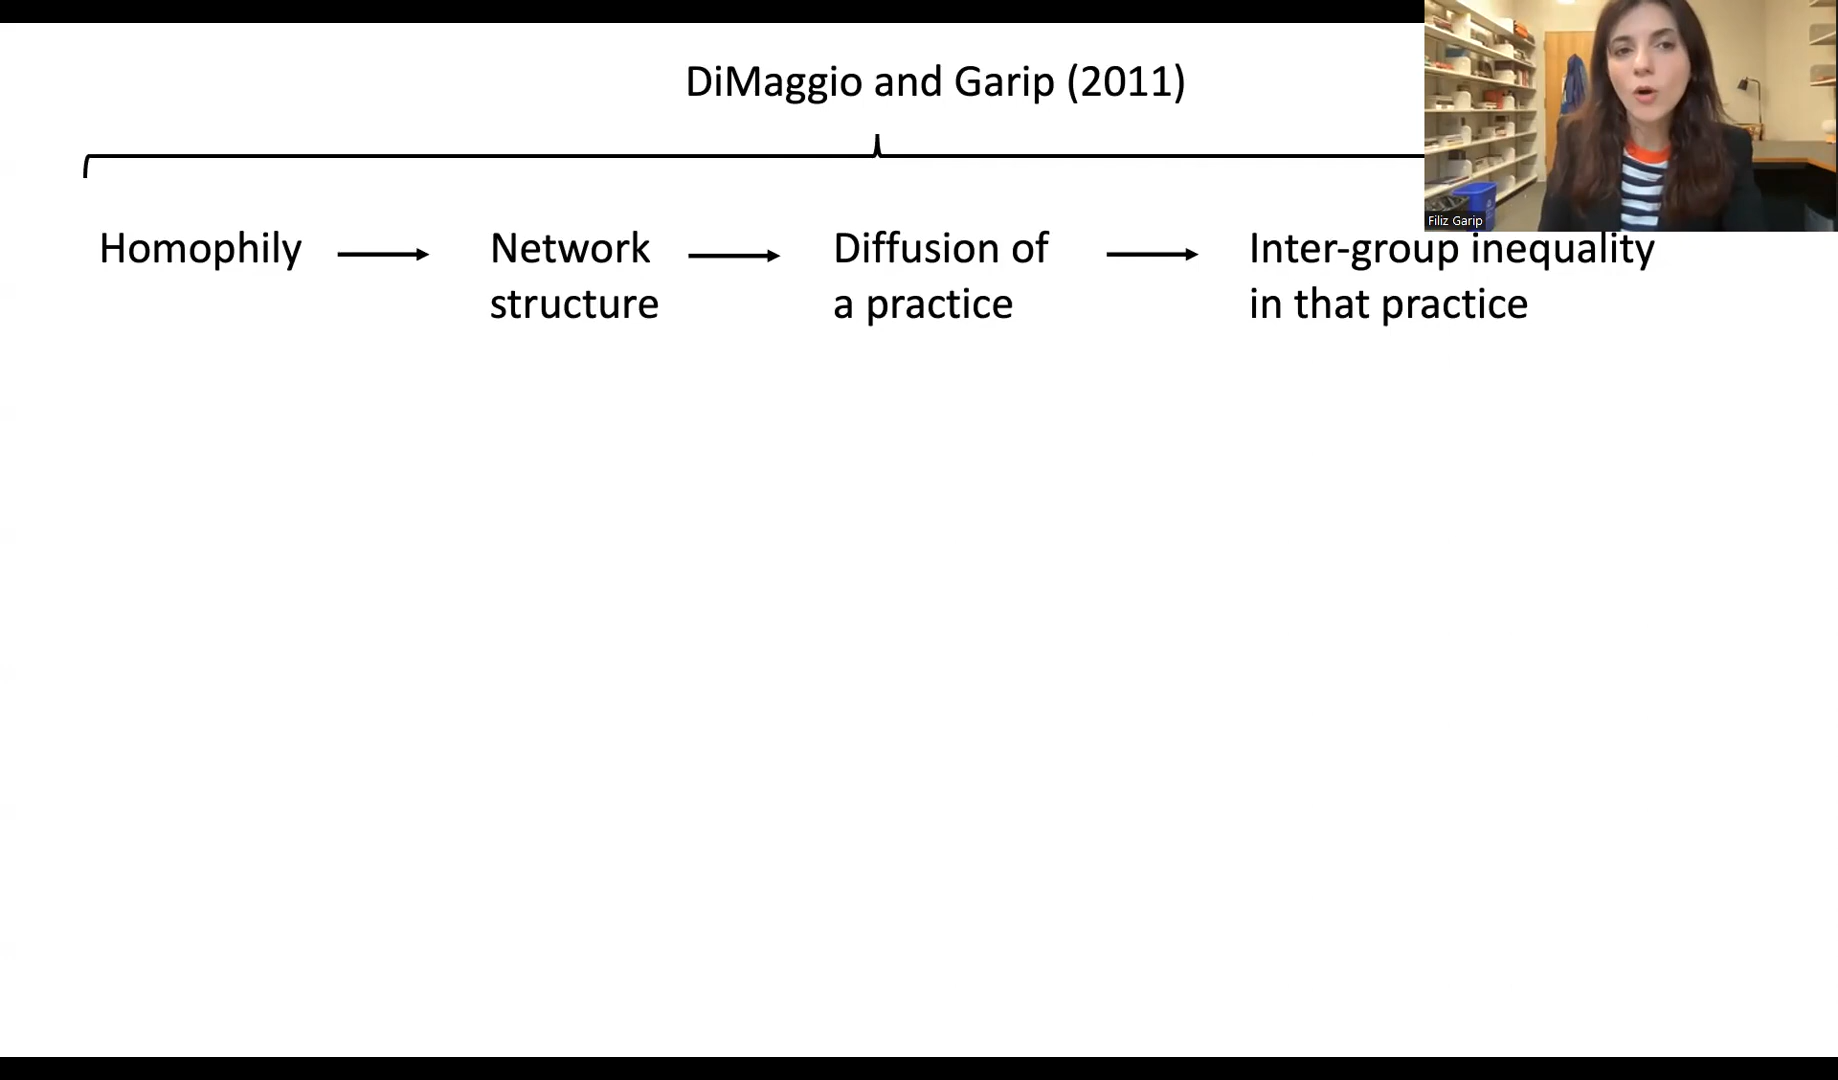 DiMaggio and Garip (2011)
Filiz Garip
Homophily
Network
structure
Diffusion of
a practice
Inter-group inequality
in that practice